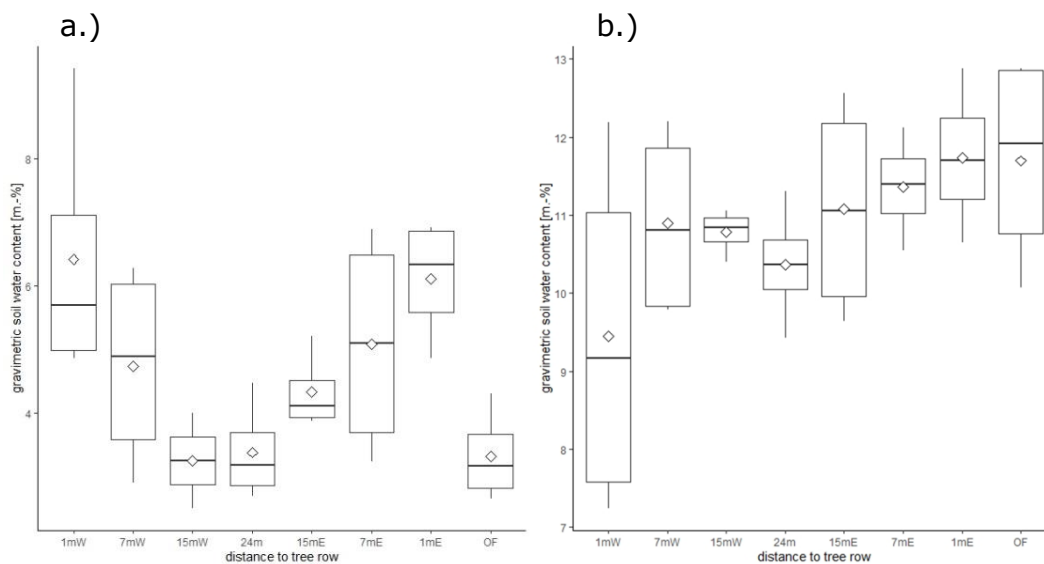 a.)
gravimetric soil water content [m.-%]
8
6
4
1mW 7mW 15mW 24m 15mE 7mE 1mE OF
distance to tree row
b.)
gravimetric soil water content [m.-%]
13
12
11
10
9
8
7
1mW 7mW 15mW 24m 15mE 7mE 1mE OF
distance to tree row